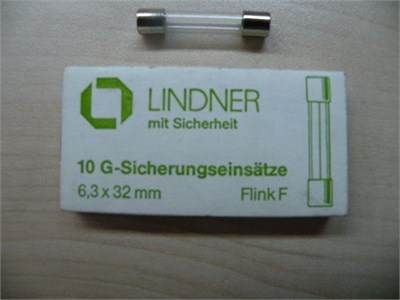 LINDNER
mit Sicherheit
10 G-Sicherungseinsätze
6,3 x 32 mm Flink F